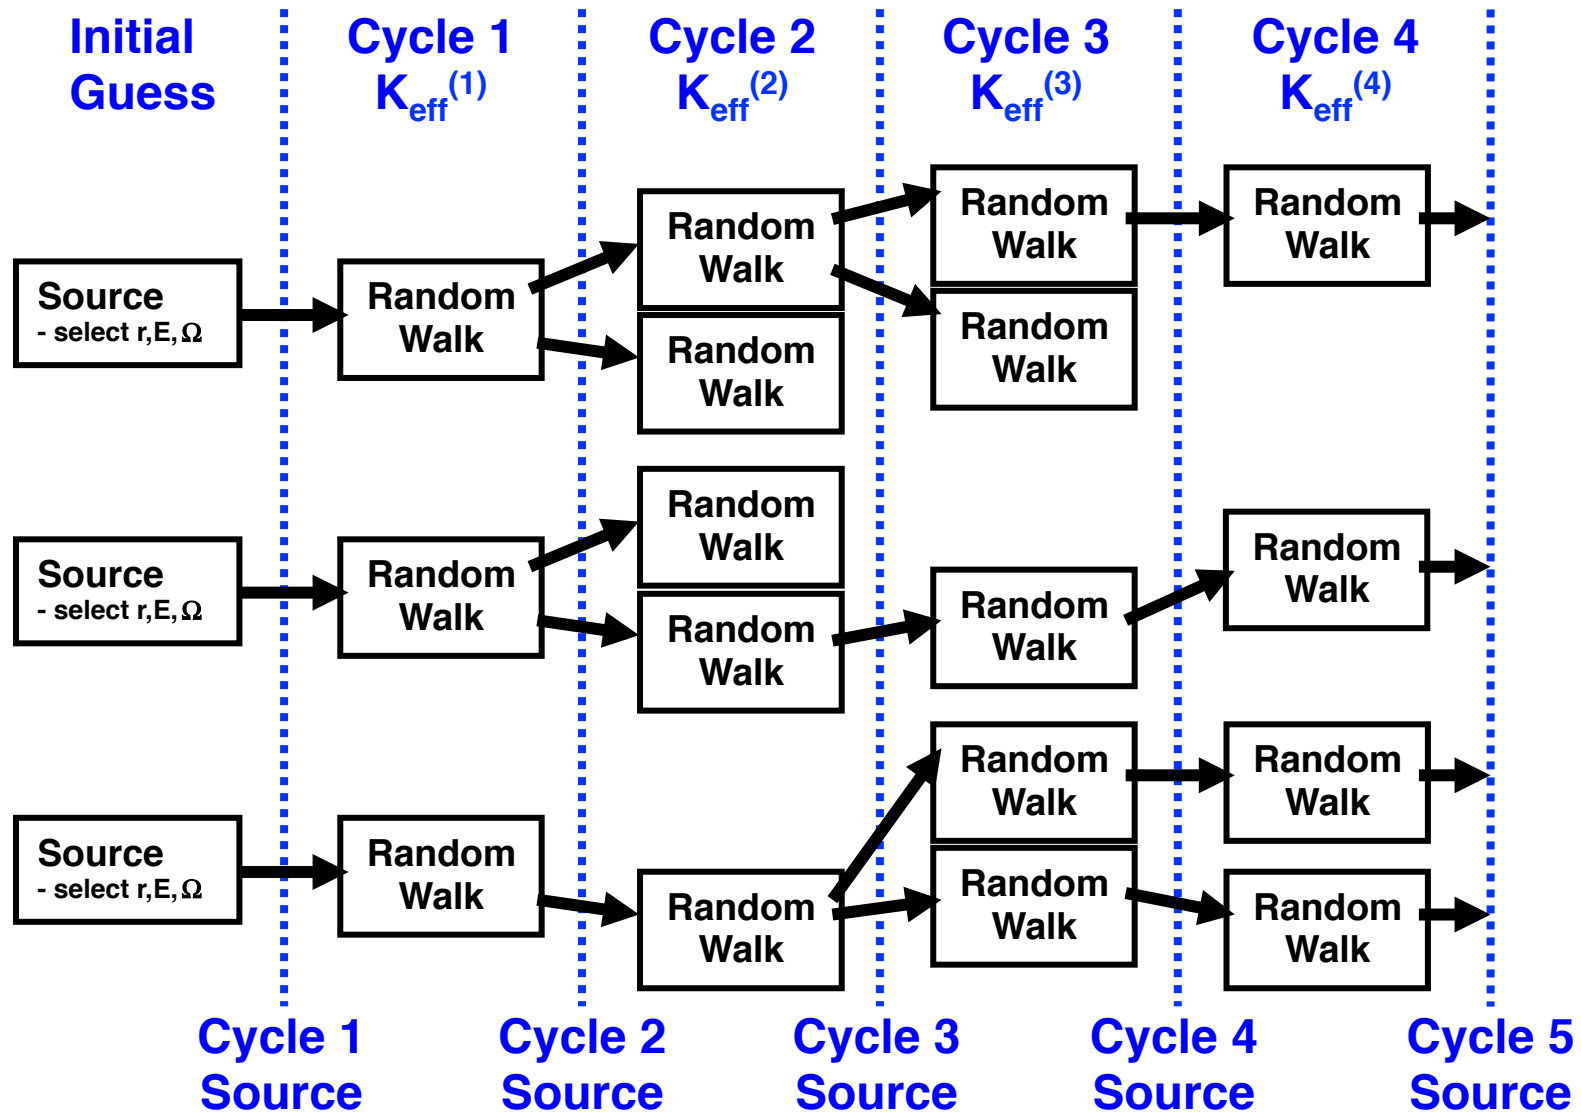 Initial
Guess
Cycle 1
Keff(1)
Cycle 2
Keff(2)
Cycle 3
Keff(3)
Cycle 4
Keff(4)
Source
- select r,E,Ω
Random
Walk
Random
Walk
Random
Walk
Random
Walk
Random
Walk
Random
Walk
Source
- select r,E,Ω
Random
Walk
Random
Walk
Random
Walk
Random
Walk
Random
Walk
Source
- select r,E,Ω
Random
Walk
Random
Walk
Random
Walk
Random
Walk
Random
Walk
Random
Walk
Cycle 1
Source
Cycle 2
Source
Cycle 3
Source
Cycle 4
Source
Cycle 5
Source